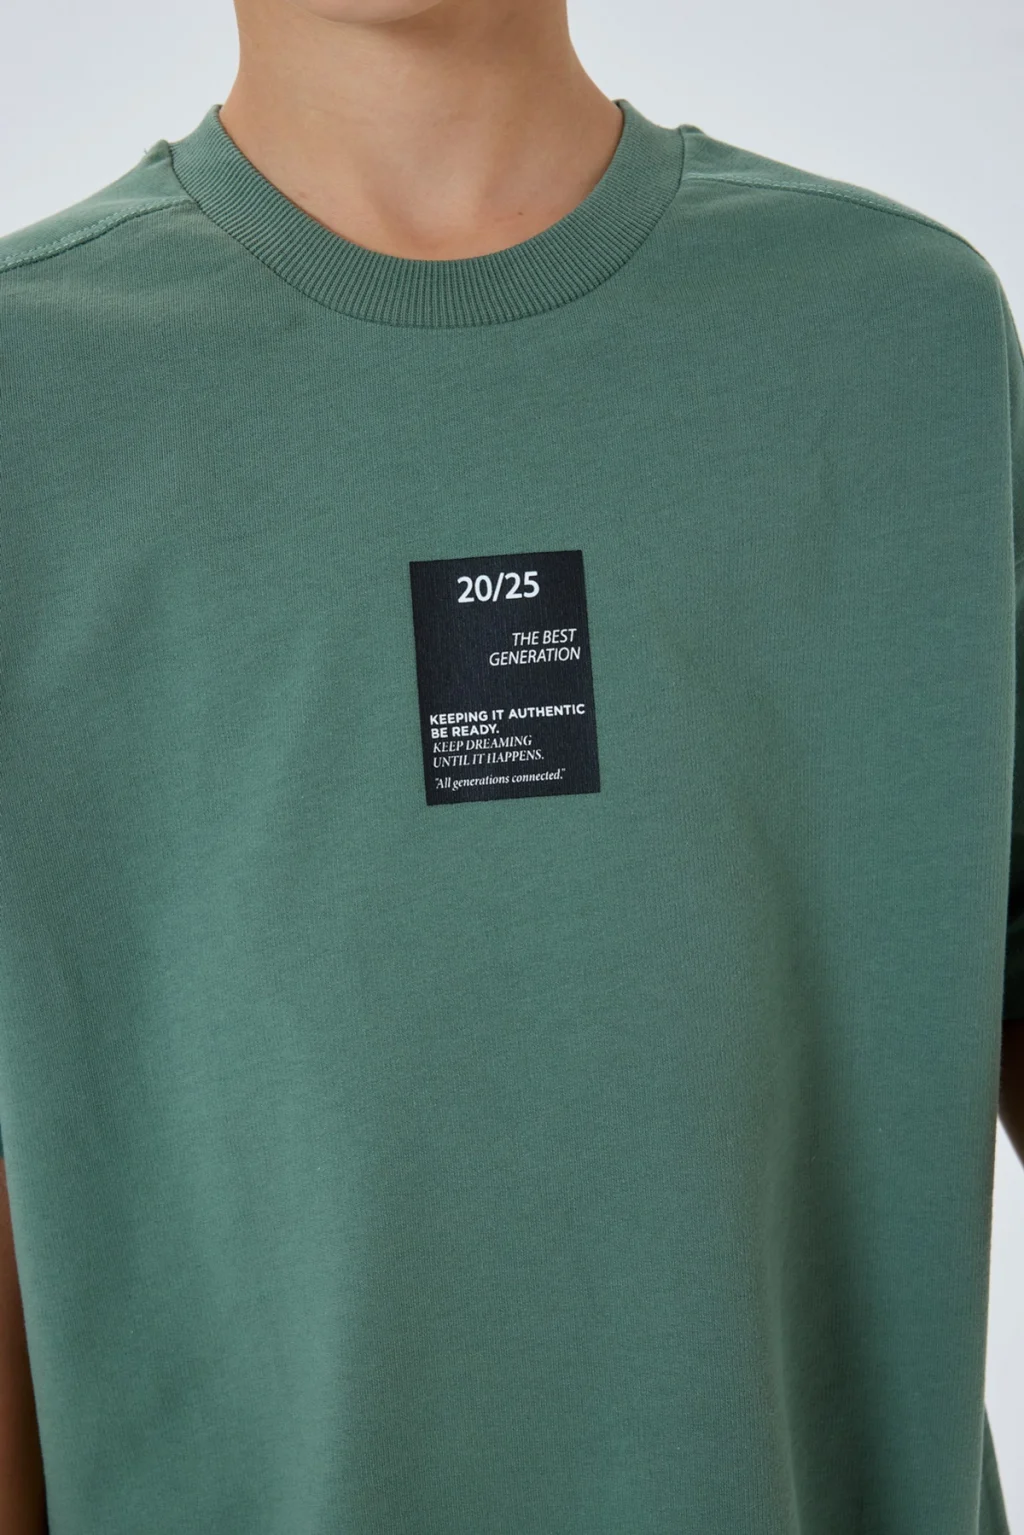 20/25
THE BEST
GENERATION
KEEPING IT AUTHENTIC
BE READY.
KEEP DREAMING
UNTIL IT HAPPENS.
"All generations connected."